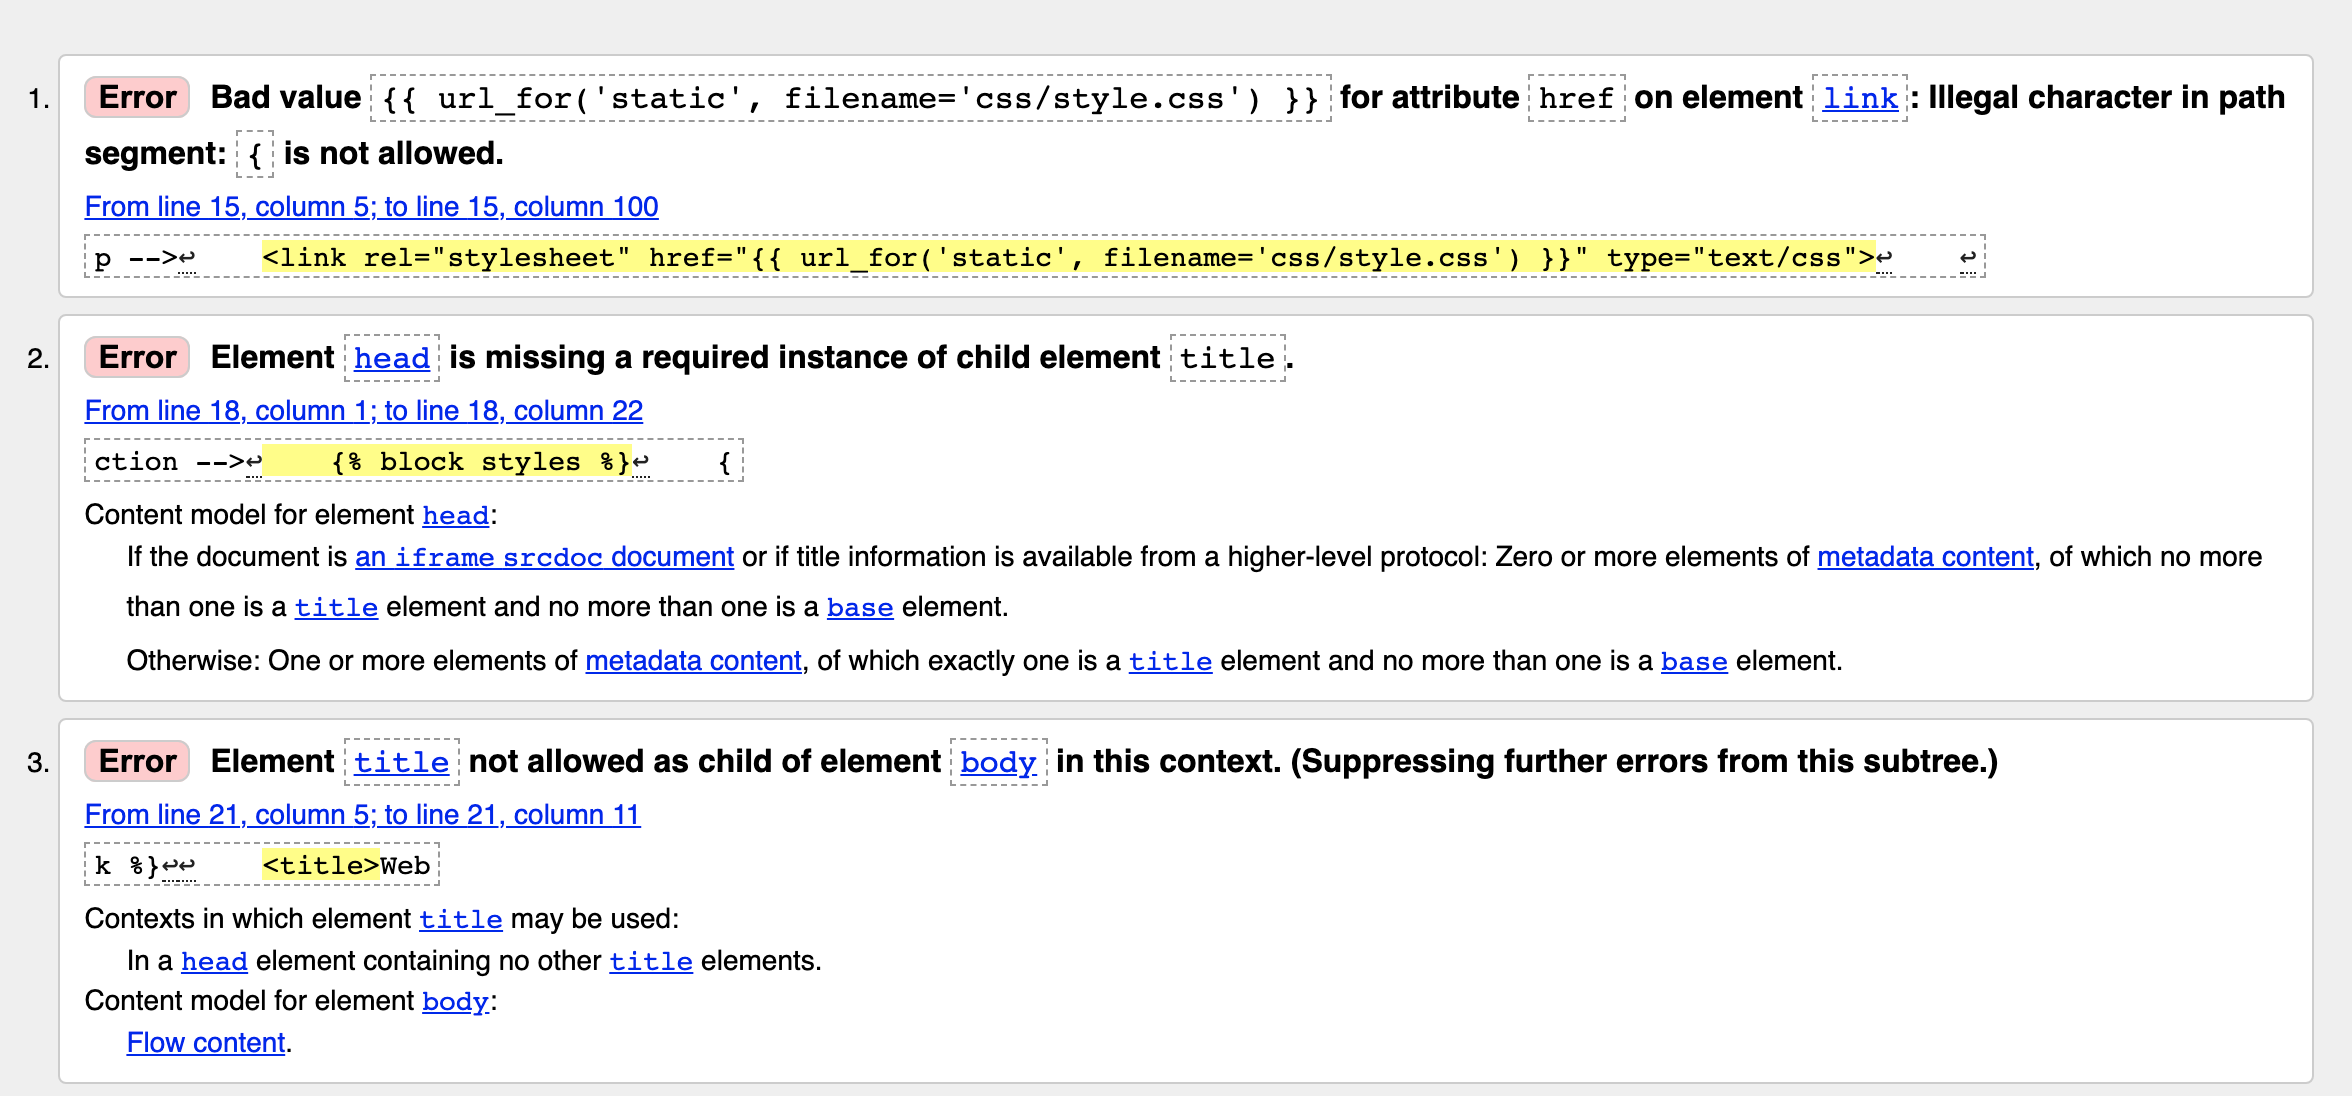 1. Error Bad value {{ url_for('static', filename='css/style.css') }} for attribute href on element link: Illegal character in path
segment: { is not allowed.
From line 15, column 5; to line 15, column 100
p -->↩    <link rel="stylesheet" href="{{ url_for('static', filename='css/style.css') }}" type="text/css">↩    ↩
2. Error Element head is missing a required instance of child element title.
From line 18, column 1; to line 18, column 22
ction -->↩    {% block styles %}↩    {
Content model for element head:
If the document is an iframe srcdoc document or if title information is available from a higher-level protocol: Zero or more elements of metadata content, of which no more
than one is a title element and no more than one is a base element.
Otherwise: One or more elements of metadata content, of which exactly one is a title element and no more than one is a base element.
3. Error Element title not allowed as child of element body in this context. (Suppressing further errors from this subtree.)
From line 21, column 5; to line 21, column 11
k %}↩↩    <title>Web
Contexts in which element title may be used:
In a head element containing no other title elements.
Content model for element body:
Flow content.